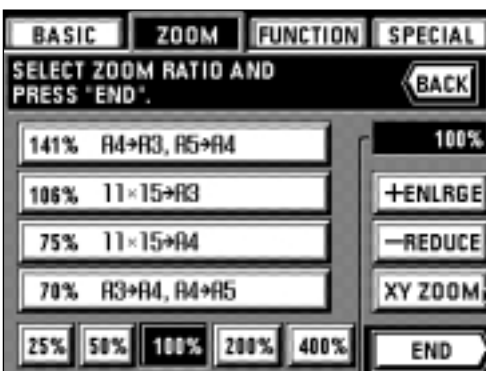 BASIC ZOOM FUNCTION SPECIAL
SELECT ZOOM RATIO AND
PRESS "END".
BACK
100%
141% A4→A3, A5→A4
106% 11×15→A3
75% 11×15→A4
70% A3→A4, A4→A5
+ENLRGE
-REDUCE
XY ZOOM
25% 50% 100% 200% 400%
END